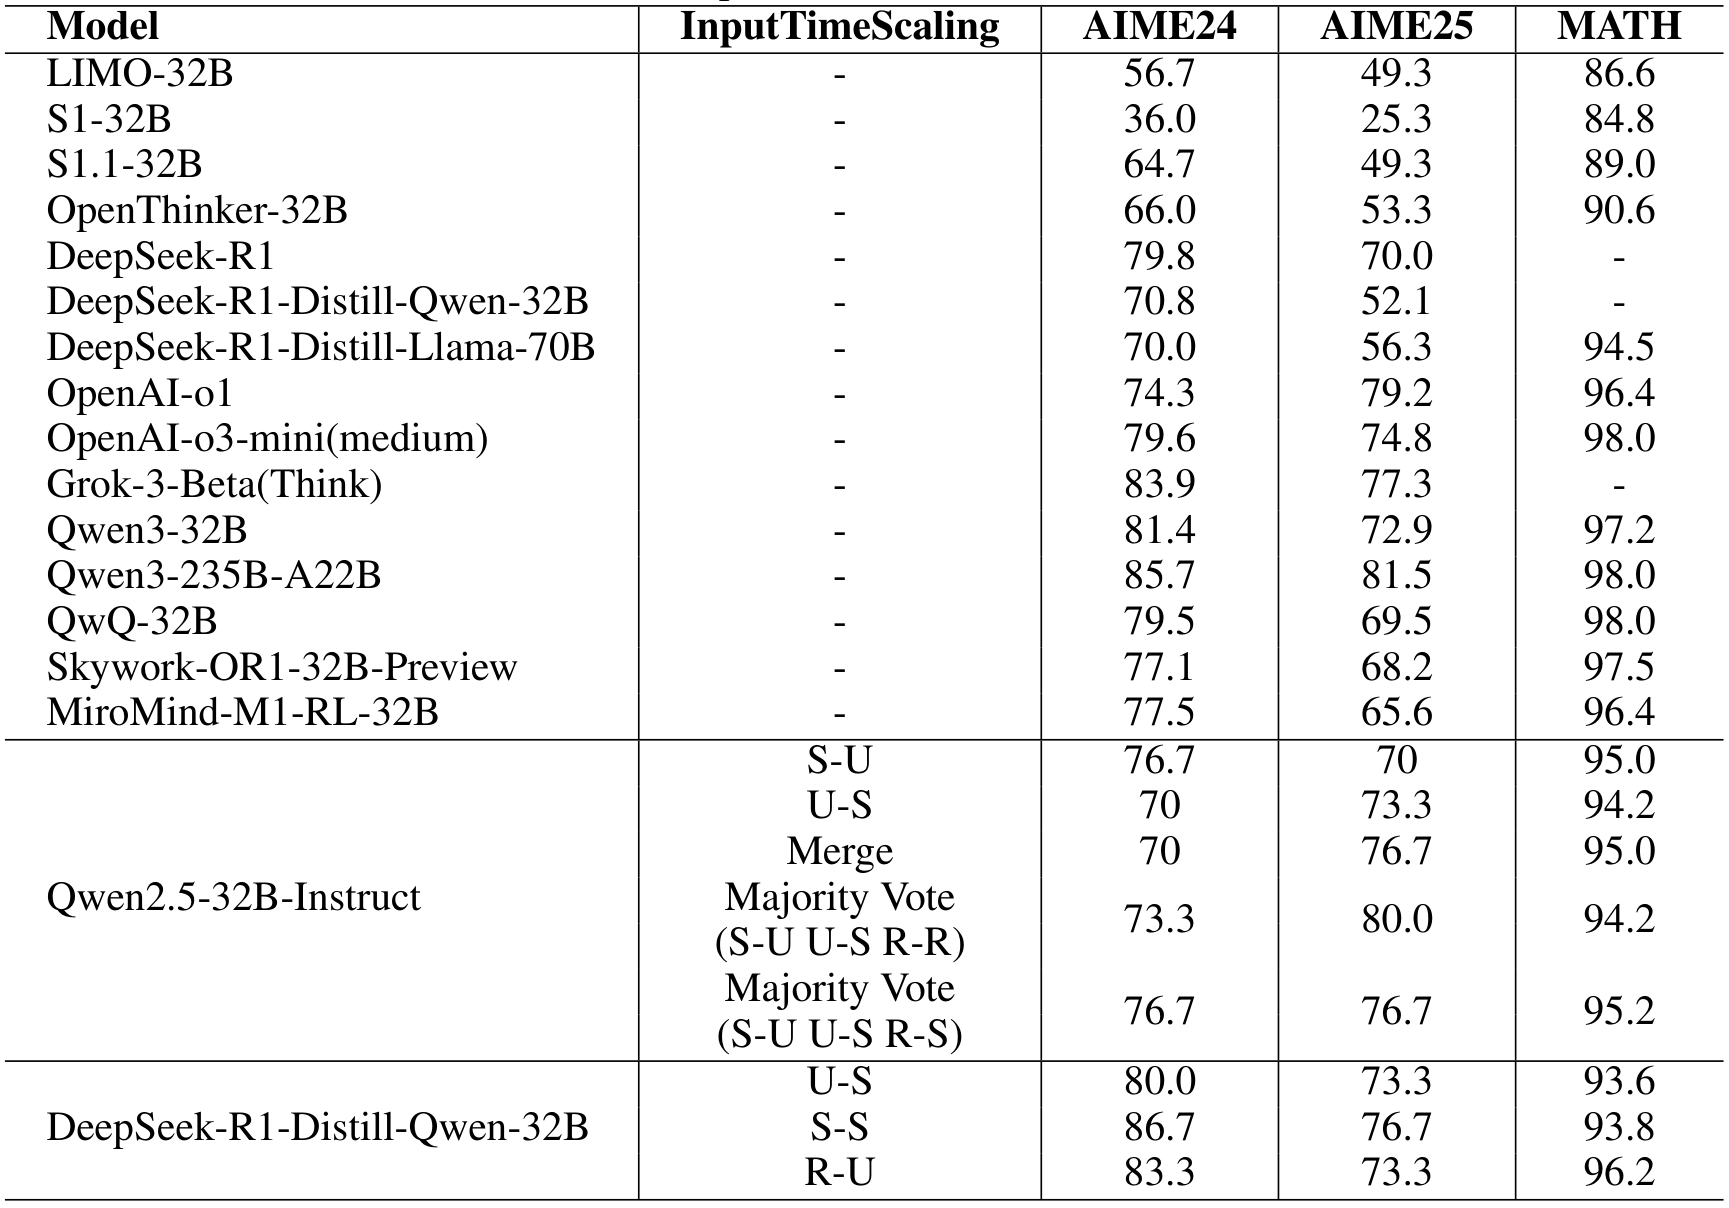 Model InputTimeScaling AIME24 AIME25 MATH
LIMO-32B - 56.7 49.3 86.6
S1-32B - 36.0 25.3 84.8
S1.1-32B - 64.7 49.3 89.0
OpenThinker-32B - 66.0 53.3 90.6
DeepSeek-R1 - 79.8 70.0 -
DeepSeek-R1-Distill-Qwen-32B - 70.8 52.1 -
DeepSeek-R1-Distill-Llama-70B - 70.0 56.3 94.5
OpenAI-o1 - 74.3 79.2 96.4
OpenAI-o3-mini(medium) - 79.6 74.8 98.0
Grok-3-Beta(Think) - 83.9 77.3 -
Qwen3-32B - 81.4 72.9 97.2
Qwen3-235B-A22B - 85.7 81.5 98.0
QwQ-32B - 79.5 69.5 98.0
Skywork-OR1-32B-Preview - 77.1 68.2 97.5
MiroMind-M1-RL-32B - 77.5 65.6 96.4
Qwen2.5-32B-Instruct
S-U 76.7 70 95.0
U-S 70 73.3 94.2
Merge 70 76.7 95.0
Majority Vote
(S-U U-S R-R) 73.3 80.0 94.2
Majority Vote
(S-U U-S R-S) 76.7 76.7 95.2
DeepSeek-R1-Distill-Qwen-32B
U-S 80.0 73.3 93.6
S-S 86.7 76.7 93.8
R-U 83.3 73.3 96.2